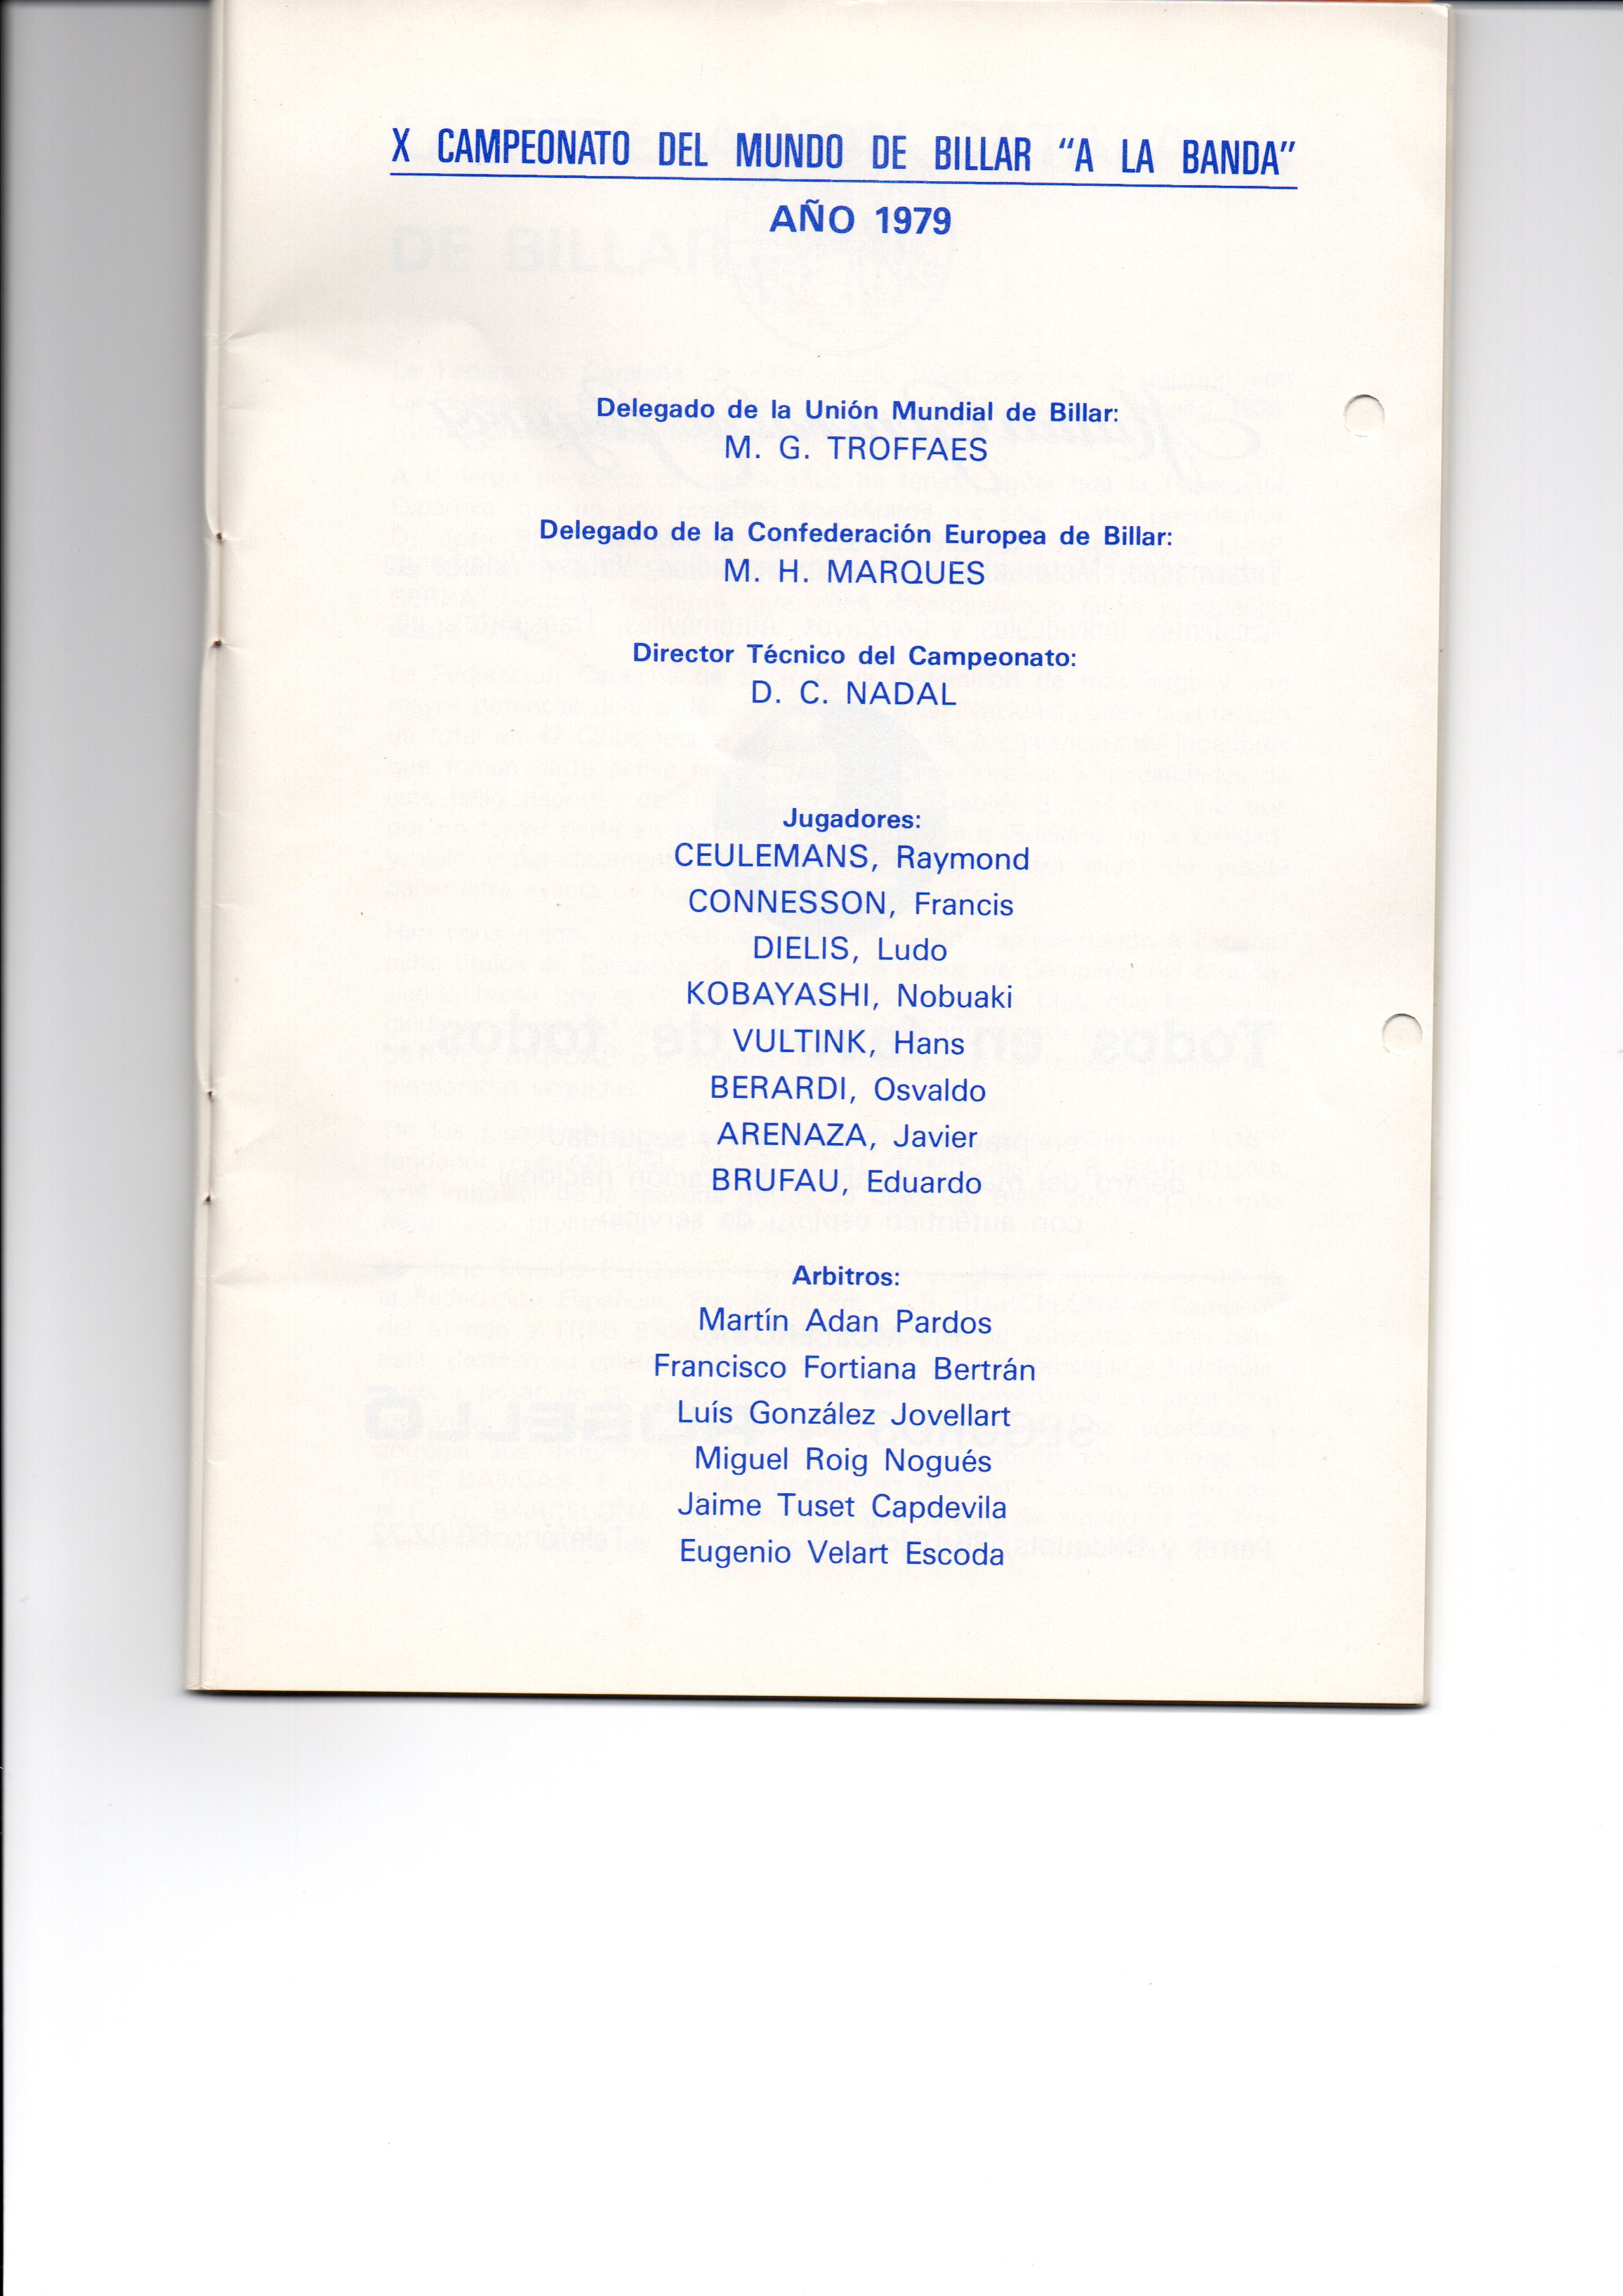 X CAMPEONATO DEL MUNDO DE BILLAR “A LA BANDA”
AÑO 1979
Delegado de la Unión Mundial de Billar:
M. G. TROFFAES
Delegado de la Confederación Europea de Billar:
M. H. MARQUES
Director Técnico del Campeonato:
D. C. NADAL
Jugadores:
CEULEMANS, Raymond
CONNESSON, Francis
DIELIS, Ludo
KOBAYASHI, Nobuaki
VULTINK, Hans
BERARDI, Osvaldo
ARENAZA, Javier
BRUFAU, Eduardo
Arbitros:
Martín Adan Pardos
Francisco Fortiana Bertrán
Luís González Jovellart
Miguel Roig Nogués
Jaime Tuset Capdevila
Eugenio Velart Escoda